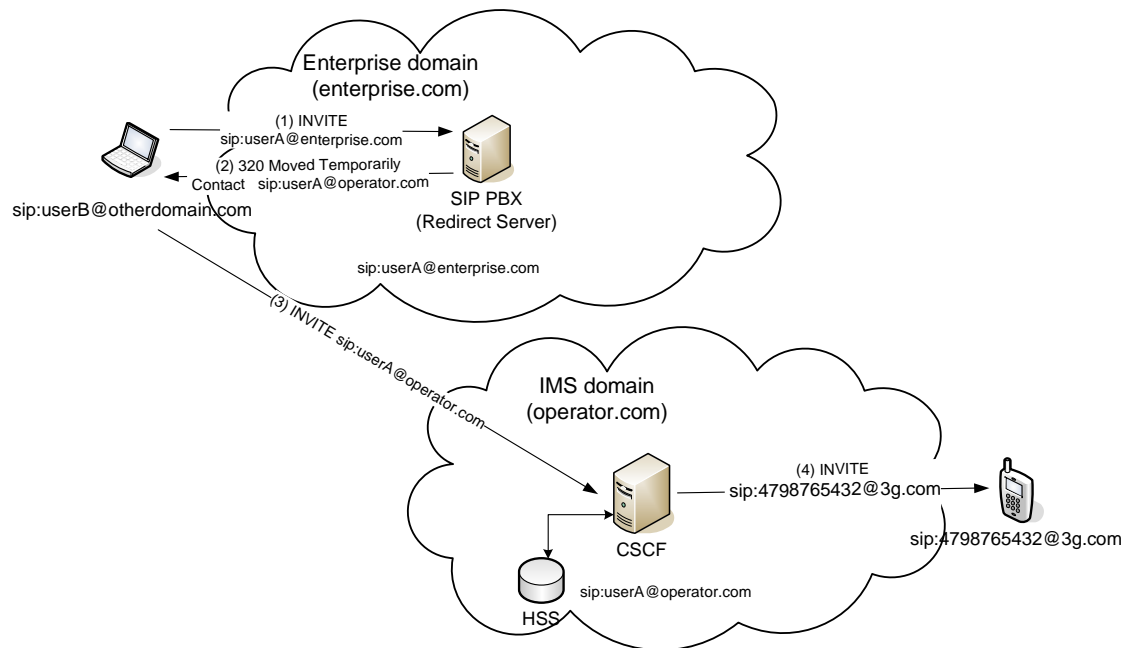 Enterprise domain
(enterprise.com)
(1) INVITE
sip:userA@enterprise.com
(2) 320 Moved Temporarily
Contact sip:userA@operator.com
sip:userB@otherdomain.com
SIP PBX
(Redirect Server)
sip:userA@enterprise.com
(3) INVITE sip:userA@operator.com
IMS domain
(operator.com)
(4) INVITE
sip:4798765432@3g.com
CSCF
sip:4798765432@3g.com
HSS
sip:userA@operator.com